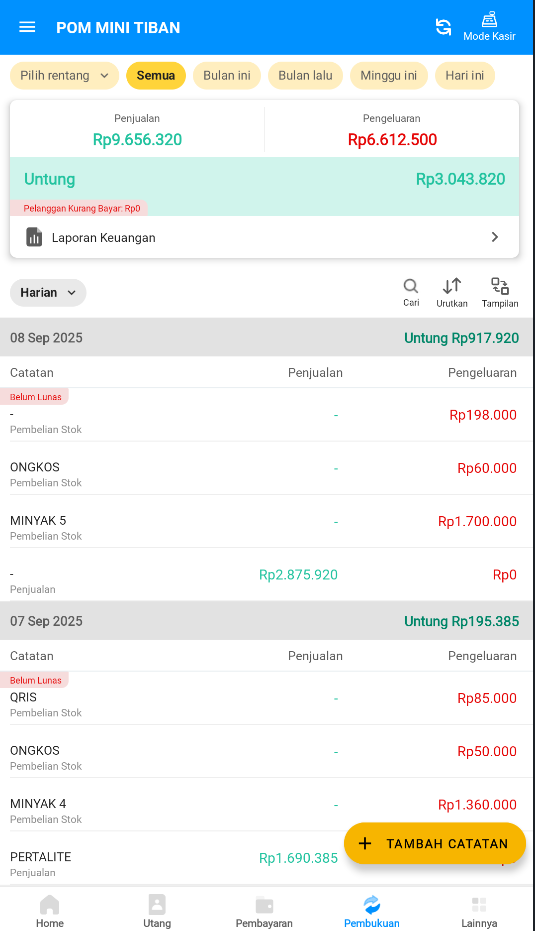 POM MINI TIBAN
Mode Kasir
Pilih rentang Semua Bulan ini Bulan lalu Minggu ini Hari ini
Penjualan Pengeluaran
Rp9.656.320 Rp6.612.500
Untung Rp3.043.820
Pelanggan Kurang Bayar: Rp0
Laporan Keuangan
Harian
Cari Urutkan Tampilan
08 Sep 2025 Untung Rp917.920
Catatan Penjualan Pengeluaran
Belum Lunas
- - Rp198.000
Pembelian Stok
ONGKOS - Rp60.000
Pembelian Stok
MINYAK 5 - Rp1.700.000
Pembelian Stok
- Rp2.875.920 Rp0
Penjualan
07 Sep 2025 Untung Rp195.385
Catatan Penjualan Pengeluaran
Belum Lunas
QRIS - Rp85.000
Pembelian Stok
ONGKOS - Rp50.000
Pembelian Stok
MINYAK 4 - Rp1.360.000
Pembelian Stok
+ TAMBAH CATATAN
PERTALITE Rp1.690.385
Penjualan
Home Utang Pembayaran Pembukuan Lainnya